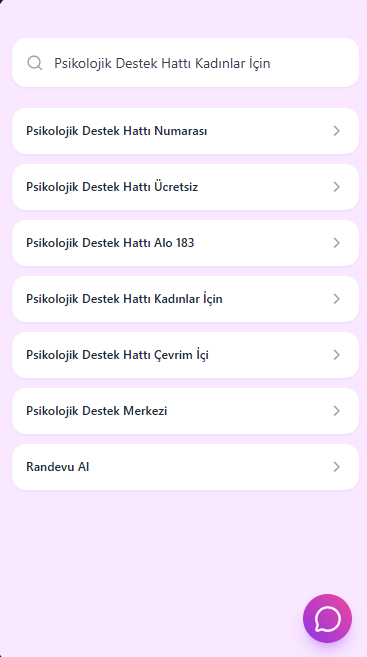 Psikolojik Destek Hattı Kadınlar İçin
Psikolojik Destek Hattı Numarası
Psikolojik Destek Hattı Ücretsiz
Psikolojik Destek Hattı Alo 183
Psikolojik Destek Hattı Kadınlar İçin
Psikolojik Destek Hattı Çevrim İçi
Psikolojik Destek Merkezi
Randevu Al